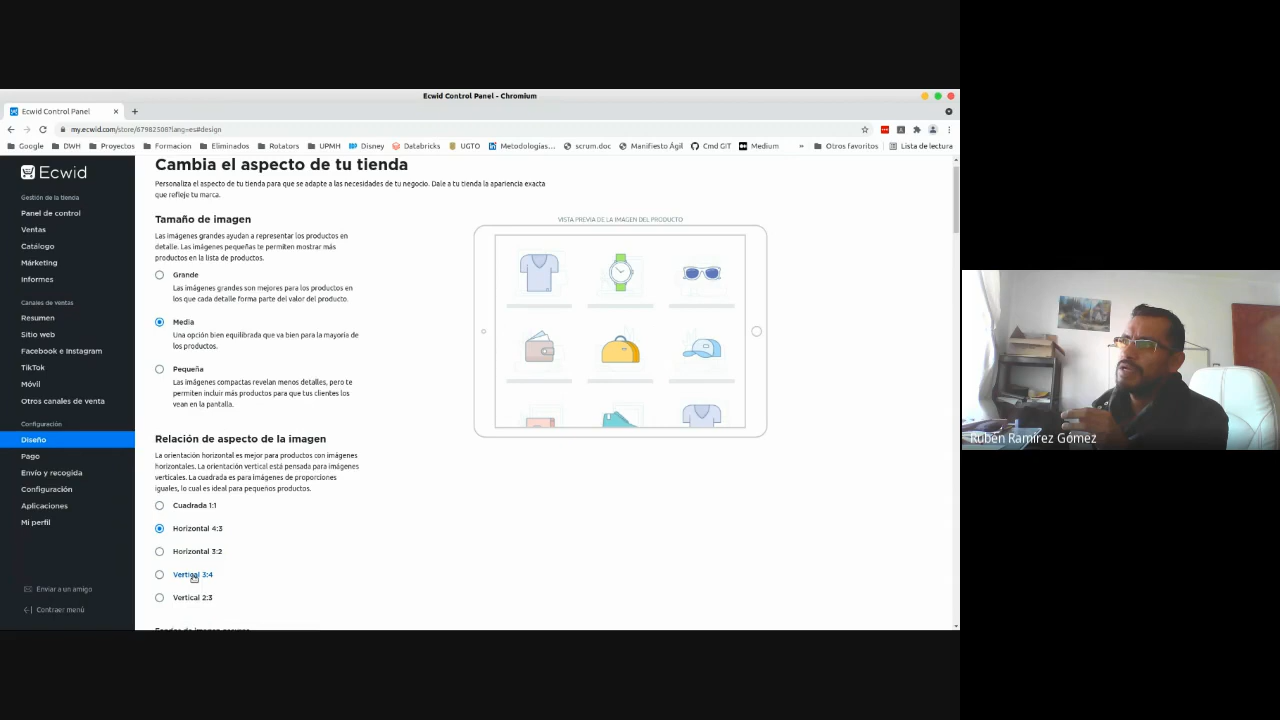 Ecwid Control Panel - Chromium
Ecwid Control Panel
my.ecwid.com/store/67982508?lang=es#design
Google DWH Proyectos Formacion Eliminados Rotators UPMH Disney Databricks UGTO Metodologías... scrum.doc Manifiesto Ágil Cmd GIT Medium » Otros favoritos Lista de lectura
Ecwid
Gestión de la tienda
Panel de control
Ventas
Catálogo
Márketing
Informes
Canales de ventas
Resumen
Sitio web
Facebook e Instagram
TikTok
Móvil
Otros canales de venta
Configuración
Diseño
Pago
Envío y recogida
Configuración
Aplicaciones
Mi perfil
Enviar a un amigo
Contraer menú
Cambia el aspecto de tu tienda
Personaliza el aspecto de tu tienda para que se adapte a las necesidades de tu negocio. Dale a tu tienda la apariencia exacta
que refleje tu marca.
Tamaño de imagen
Las imágenes grandes ayudan a representar los productos en
detalle. Las imágenes pequeñas te permiten mostrar más
productos en la lista de productos.
Grande
Las imágenes grandes son mejores para los productos en
los que cada detalle forma parte del valor del producto.
Media
Una opción bien equilibrada que va bien para la mayoría de
los productos.
Pequeña
Las imágenes compactas revelan menos detalles, pero te
permiten incluir más productos para que tus clientes los
vean en la pantalla.
VISTA PREVIA DE LA IMAGEN DEL PRODUCTO
Relación de aspecto de la imagen
La orientación horizontal es mejor para productos con imágenes
horizontales. La orientación vertical está pensada para imágenes
verticales. La cuadrada es para imágenes de proporciones
iguales, lo cual es ideal para pequeños productos.
Cuadrada 1:1
Horizontal 4:3
Horizontal 3:2
Vertical 3:4
Vertical 2:3
Rubén Ramírez Gómez